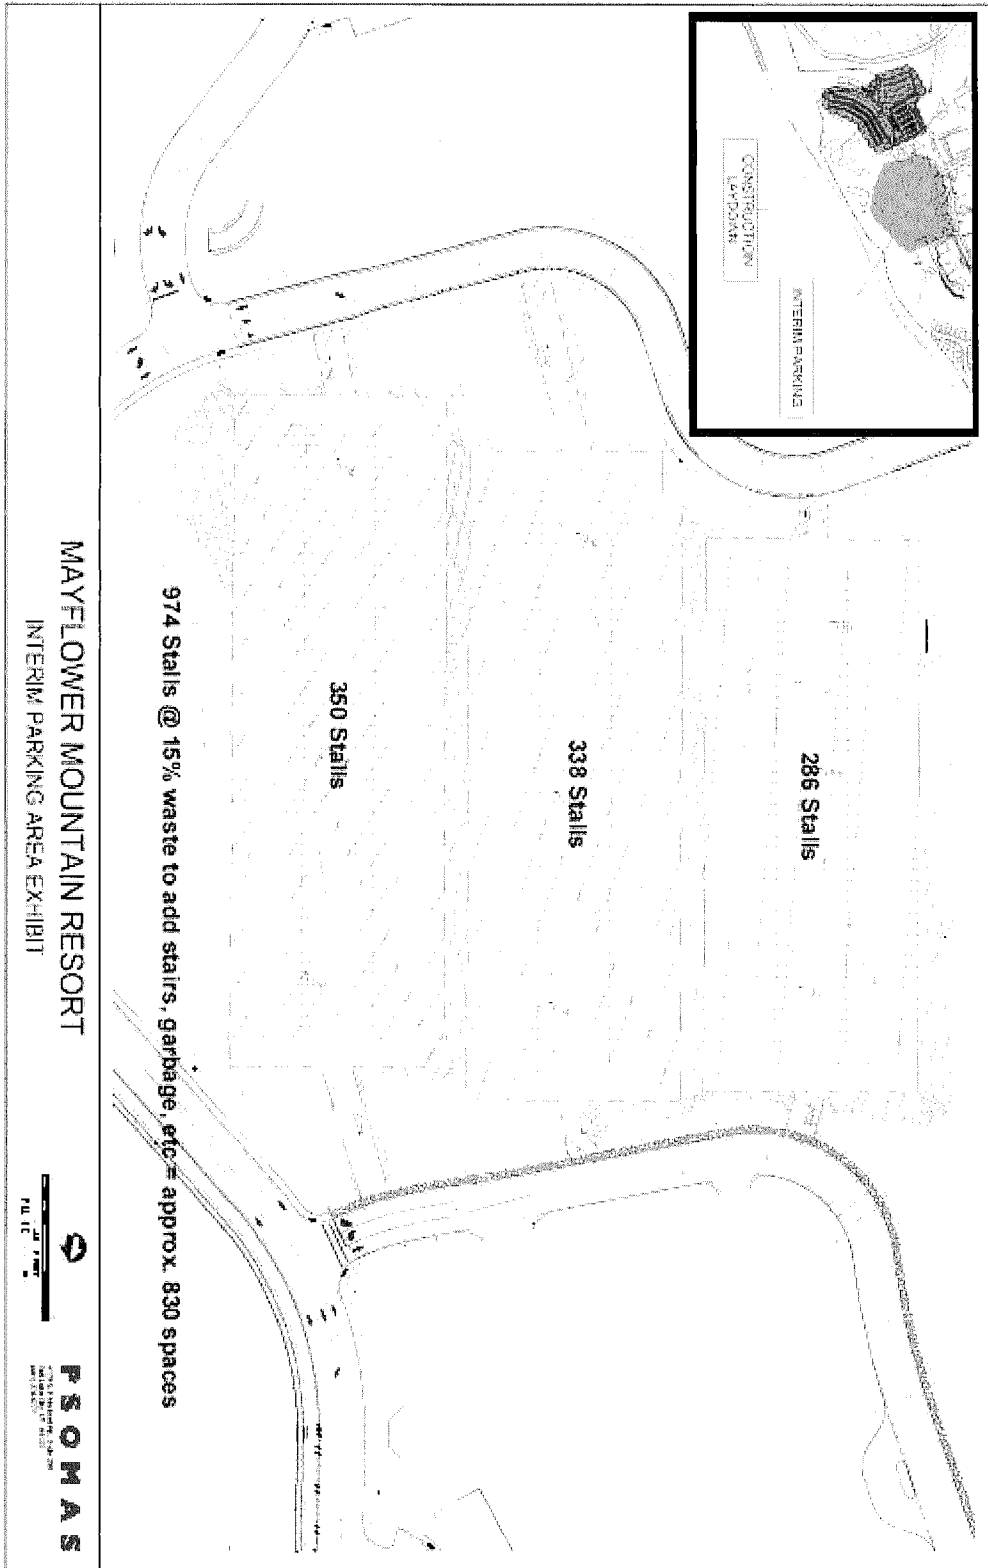 CONSTRUCTION
LAYDOWN
INTERIM PARKING
286 Stalls
338 Stalls
350 Stalls
974 Stalls @ 15% waste to add stairs, garbage, etc = approx. 830 spaces
MAYFLOWER MOUNTAIN RESORT
INTERIM PARKING AREA EXHIBIT
PSOMAS